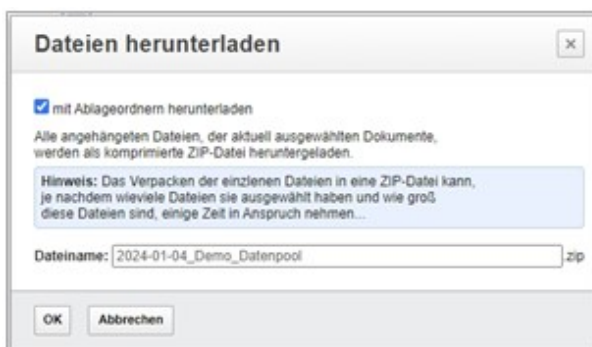 Dateien herunterladen
mit Ablageordnern herunterladen
Alle angehängten Dateien, der aktuell ausgewählten Dokumente,
werden als komprimierte ZIP-Datei heruntergeladen.
Hinweis: Das Verpacken der einzlenen Dateien in eine ZIP-Datei kann,
je nachdem wieviele Dateien sie ausgewählt haben und wie groß
diese Dateien sind, einige Zeit in Anspruch nehmen...
Dateiname: 2024-01-04_Demo_Datenpool .zip
OK Abbrechen